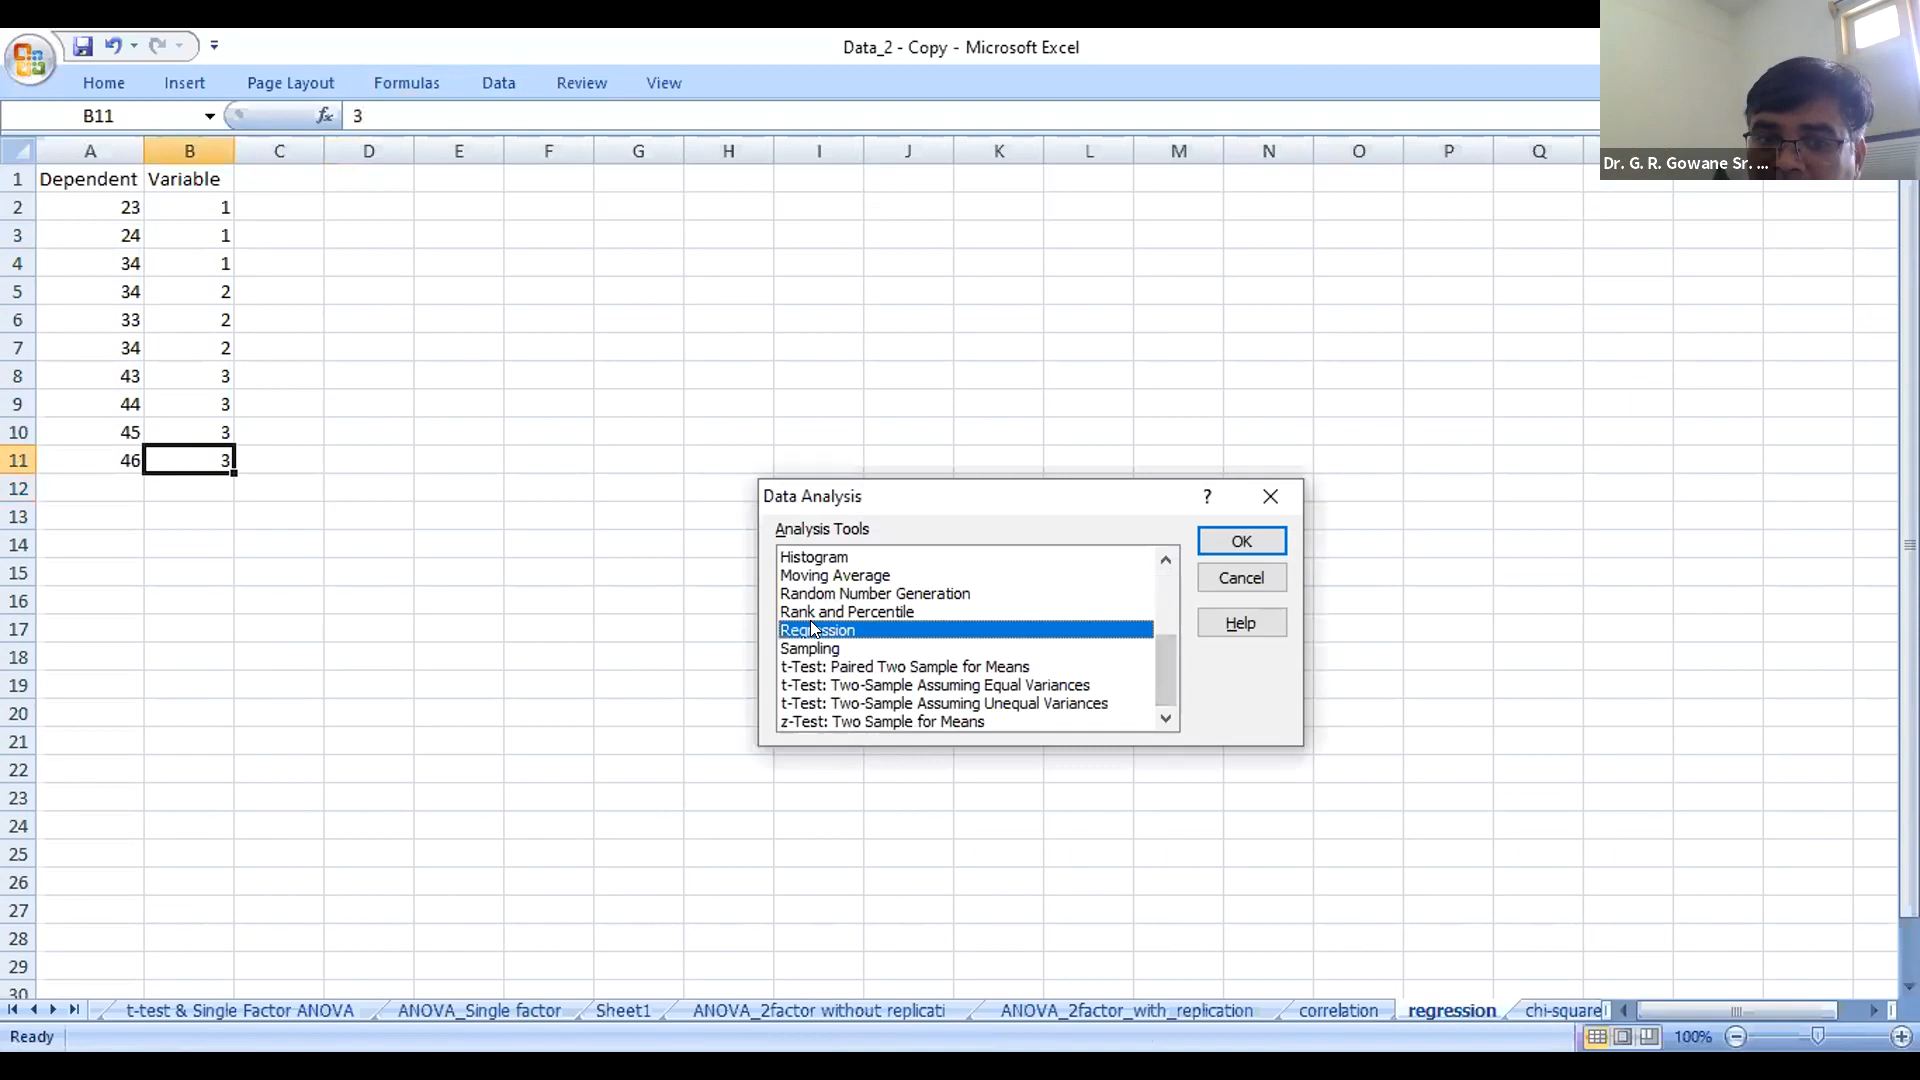 Data_2 - Copy - Microsoft Excel
Home Insert Page Layout Formulas Data Review View
B11 fx 3
Dr. G. R. Gowane Sr. ...
A B C D E F G H I J K L M N O P Q
1 Dependent Variable
2 23 1
3 24 1
4 34 1
5 34 2
6 33 2
7 34 2
8 43 3
9 44 3
10 45 3
11 46 3
12
13
14
15
16
17
18
19
20
21
22
23
24
25
26
27
28
29
30
Data Analysis ?
Analysis Tools
OK
Cancel
Help
Histogram
Moving Average
Random Number Generation
Rank and Percentile
Regression
Sampling
t-Test: Paired Two Sample for Means
t-Test: Two-Sample Assuming Equal Variances
t-Test: Two-Sample Assuming Unequal Variances
z-Test: Two Sample for Means
t-test & Single Factor ANOVA ANOVA_Single factor Sheet1 ANOVA_2factor without replicati ANOVA_2factor_with_replication correlation regression chi-square
Ready 100%